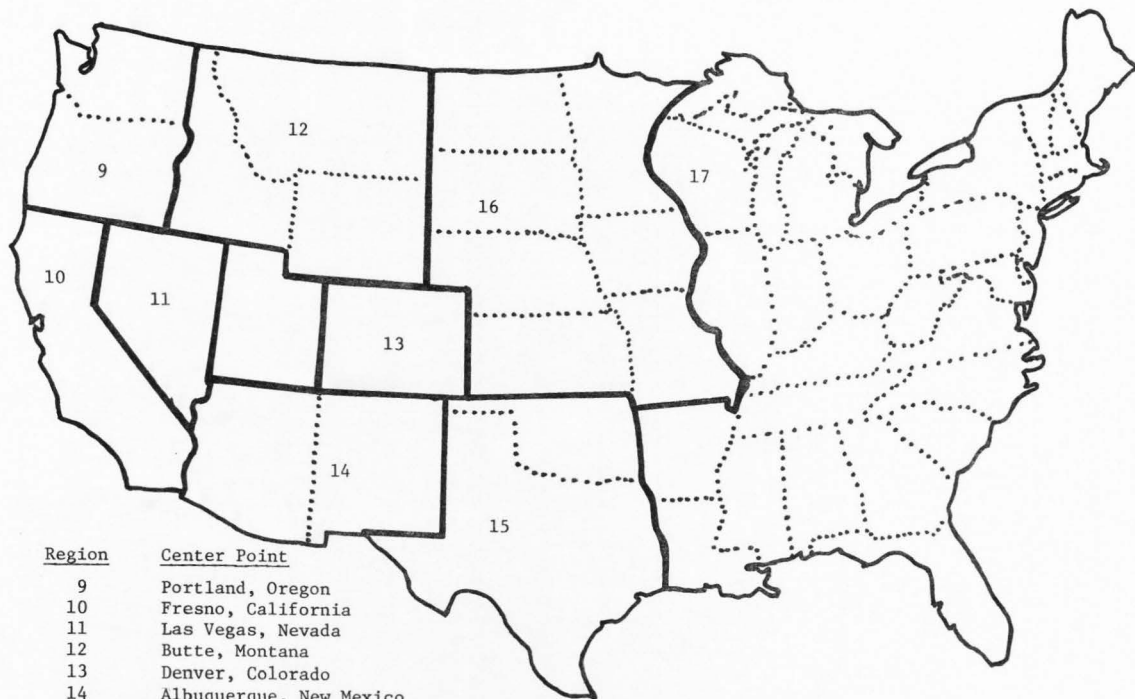 12
9
17
16
10
11
13
14
15
Region Center Point
9 Portland, Oregon
10 Fresno, California
11 Las Vegas, Nevada
12 Butte, Montana
13 Denver, Colorado
14 Albuquerque, New Mexico